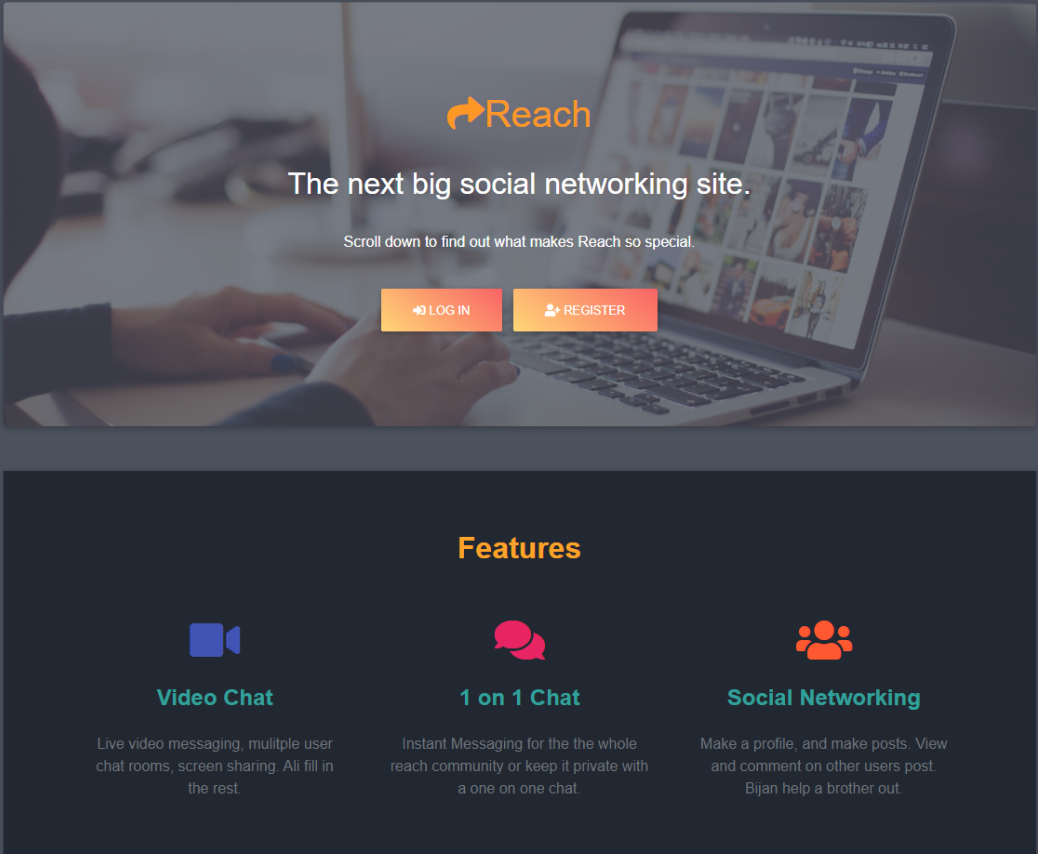 Reach
The next big social networking site.
Scroll down to find out what makes Reach so special.
LOG IN
REGISTER
Features
Video Chat
1 on 1 Chat
Social Networking
Live video messaging, mulitple user
chat rooms, screen sharing. Ali fill in
the rest.
Instant Messaging for the the whole
reach community or keep it private with
a one on one chat.
Make a profile, and make posts. View
and comment on other users post.
Bijan help a brother out.